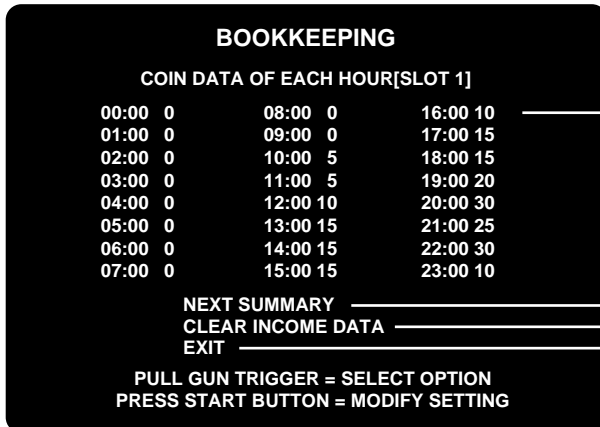 BOOKKEEPING
COIN DATA OF EACH HOUR[SLOT 1]
00:00 0 08:00 0 16:00 10
01:00 0 09:00 0 17:00 15
02:00 0 10:00 5 18:00 15
03:00 0 11:00 5 19:00 20
04:00 0 12:00 10 20:00 30
05:00 0 13:00 15 21:00 25
06:00 0 14:00 15 22:00 30
07:00 0 15:00 15 23:00 10
NEXT SUMMARY
CLEAR INCOME DATA
EXIT
PULL GUN TRIGGER = SELECT OPTION
PRESS START BUTTON = MODIFY SETTING